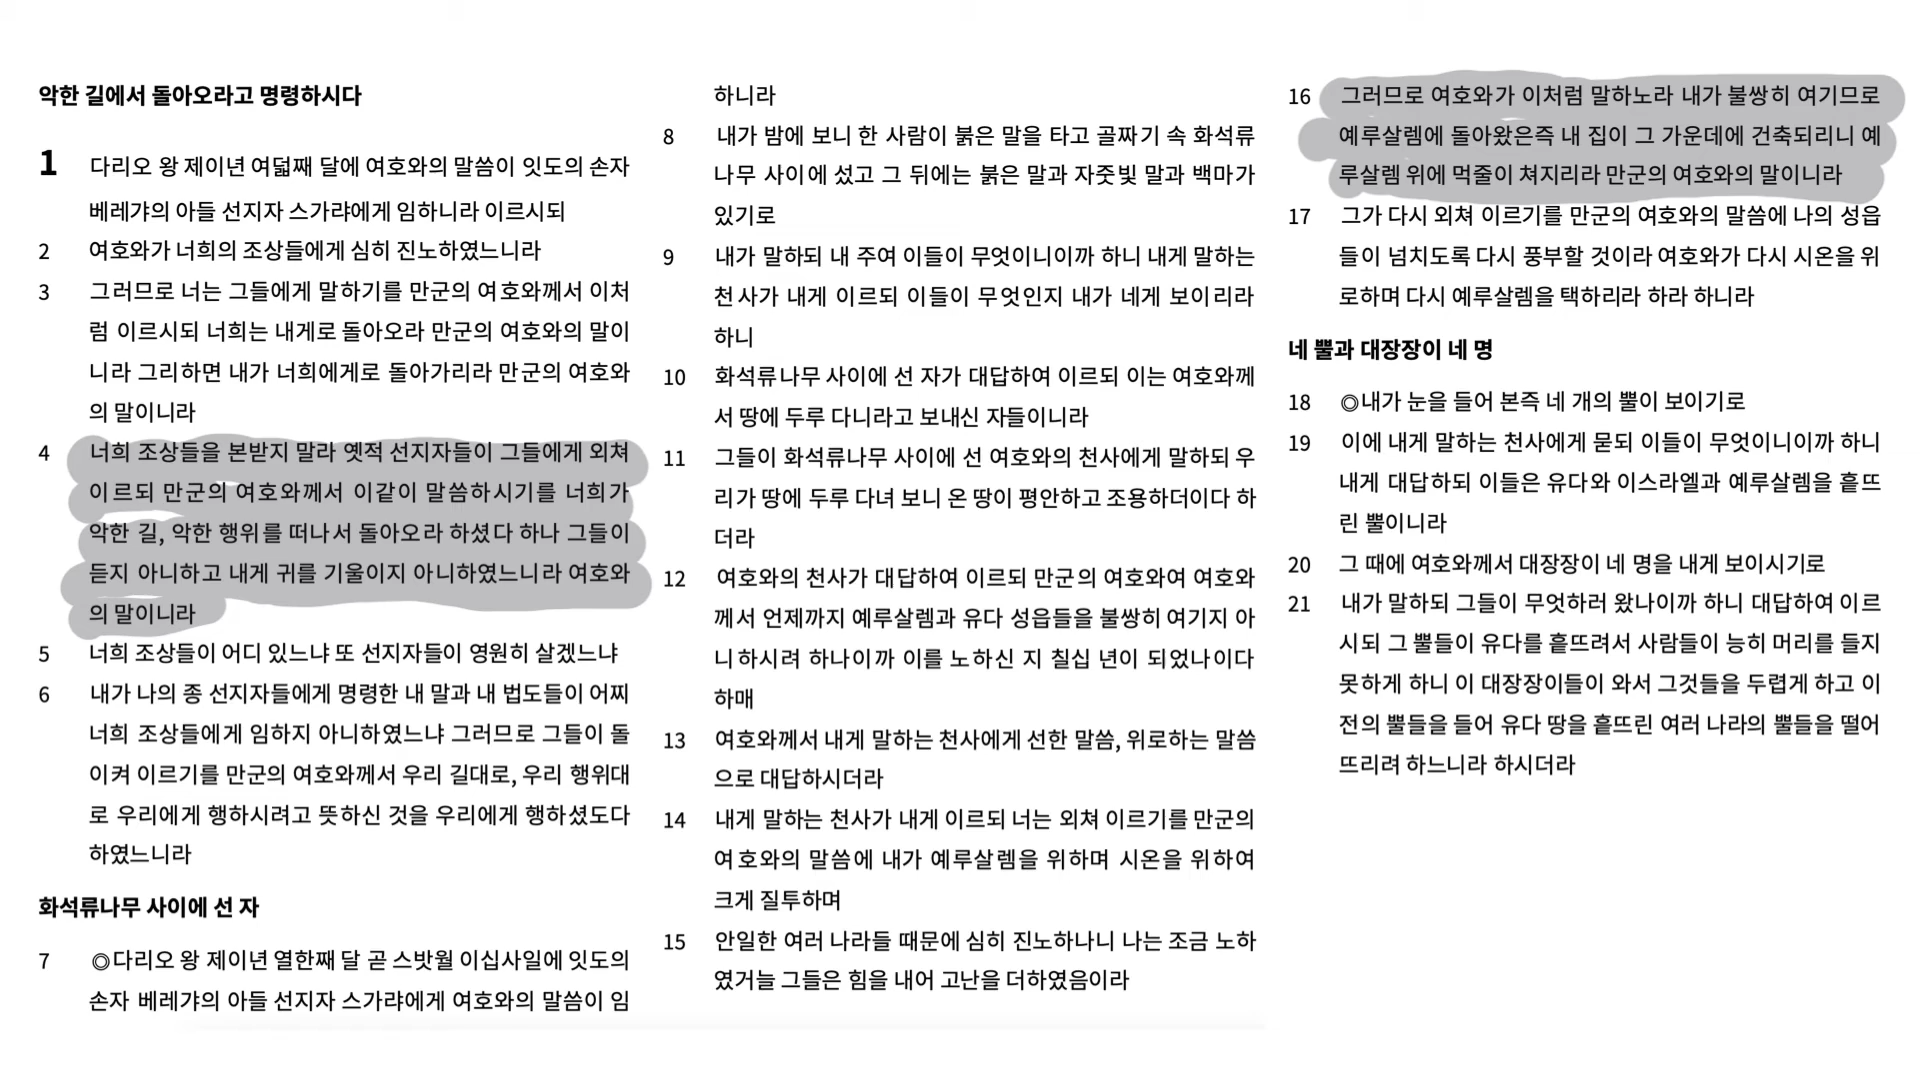 악한 길에서 돌아오라고 명령하시다
1 다리오 왕 제이년 여덟째 달에 여호와의 말씀이 잇도의 손자
베레갸의 아들 선지자 스가랴에게 임하니라 이르시되
2 여호와가 너희의 조상들에게 심히 진노하였느니라
3 그러므로 너는 그들에게 말하기를 만군의 여호와께서 이처
럼 이르시되 너희는 내게로 돌아오라 만군의 여호와의 말이
니라 그리하면 내가 너희에게로 돌아가리라 만군의 여호와
의 말이니라
4 너희 조상들을 본받지 말라 옛적 선지자들이 그들에게 외쳐
이르되 만군의 여호와께서 이같이 말씀하시기를 너희가
악한 길, 악한 행위를 떠나서 돌아오라 하셨다 하나 그들이
듣지 아니하고 내게 귀를 기울이지 아니하였느니라 여호와
의 말이니라
5 너희 조상들이 어디 있느냐 또 선지자들이 영원히 살겠느냐
6 내가 나의 종 선지자들에게 명령한 내 말과 내 법도들이 어찌
너희 조상들에게 임하지 아니하였느냐 그러므로 그들이 돌
이켜 이르기를 만군의 여호와께서 우리 길대로, 우리 행위대
로 우리에게 행하시려고 뜻하신 것을 우리에게 행하셨도다
하였느니라
화석류나무 사이에 선 자
7 ◎다리오 왕 제이년 열한째 달 곧 스밧월 이십사일에 잇도의
손자 베레갸의 아들 선지자 스가랴에게 여호와의 말씀이 임
하니라
8 내가 밤에 보니 한 사람이 붉은 말을 타고 골짜기 속 화석류
나무 사이에 섰고 그 뒤에는 붉은 말과 자줏빛 말과 백마가
있기로
9 내가 말하되 내 주여 이들이 무엇이니이까 하니 내게 말하는
천사가 내게 이르되 이들이 무엇인지 내가 네게 보이리라
하니
10 화석류나무 사이에 선 자가 대답하여 이르되 이는 여호와께
서 땅에 두루 다니라고 보내신 자들이니라
11 그들이 화석류나무 사이에 선 여호와의 천사에게 말하되 우
리가 땅에 두루 다녀 보니 온 땅이 평안하고 조용하더이다 하
더라
12 여호와의 천사가 대답하여 이르되 만군의 여호와여 여호와
께서 언제까지 예루살렘과 유다 성읍들을 불쌍히 여기지 아
니하시려 하나이까 이를 노하신 지 칠십 년이 되었나이다
하매
13 여호와께서 내게 말하는 천사에게 선한 말씀, 위로하는 말씀
으로 대답하시더라
14 내게 말하는 천사가 내게 이르되 너는 외쳐 이르기를 만군의
여호와의 말씀에 내가 예루살렘을 위하며 시온을 위하여
크게 질투하며
15 안일한 여러 나라들 때문에 심히 진노하나니 나는 조금 노하
였거늘 그들은 힘을 내어 고난을 더하였음이라
16 그러므로 여호와가 이처럼 말하노라 내가 불쌍히 여기므로
예루살렘에 돌아왔은즉 내 집이 그 가운데에 건축되리니 예
루살렘 위에 먹줄이 쳐지리라 만군의 여호와의 말이니라
17 그가 다시 외쳐 이르기를 만군의 여호와의 말씀에 나의 성읍
들이 넘치도록 다시 풍부할 것이라 여호와가 다시 시온을 위
로하며 다시 예루살렘을 택하리라 하라 하니라
네 뿔과 대장장이 네 명
18 ◎내가 눈을 들어 본즉 네 개의 뿔이 보이기로
19 이에 내게 말하는 천사에게 묻되 이들이 무엇이니이까 하니
내게 대답하되 이들은 유다와 이스라엘과 예루살렘을 흩뜨
린 뿔이니라
20 그 때에 여호와께서 대장장이 네 명을 내게 보이시기로
21 내가 말하되 그들이 무엇하러 왔나이까 하니 대답하여 이르
시되 그 뿔들이 유다를 흩뜨려서 사람들이 능히 머리를 들지
못하게 하니 이 대장장이들이 와서 그것들을 두렵게 하고 이
전의 뿔들을 들어 유다 땅을 흩뜨린 여러 나라의 뿔들을 떨어
뜨리려 하느니라 하시더라